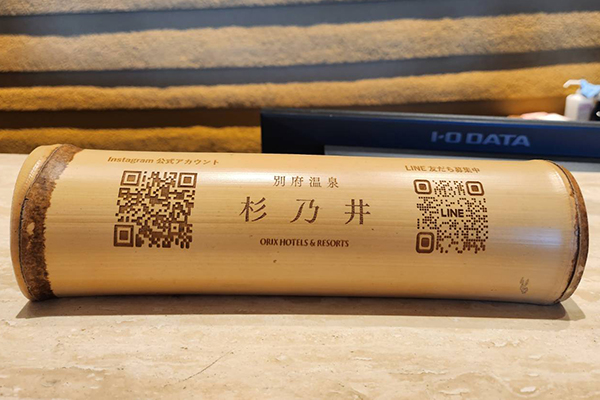 I-O DATA
Instagram 公式アカウント
LINE 友だち募集中
別府温泉
杉乃井
ORIX HOTELS & RESORTS
LINE